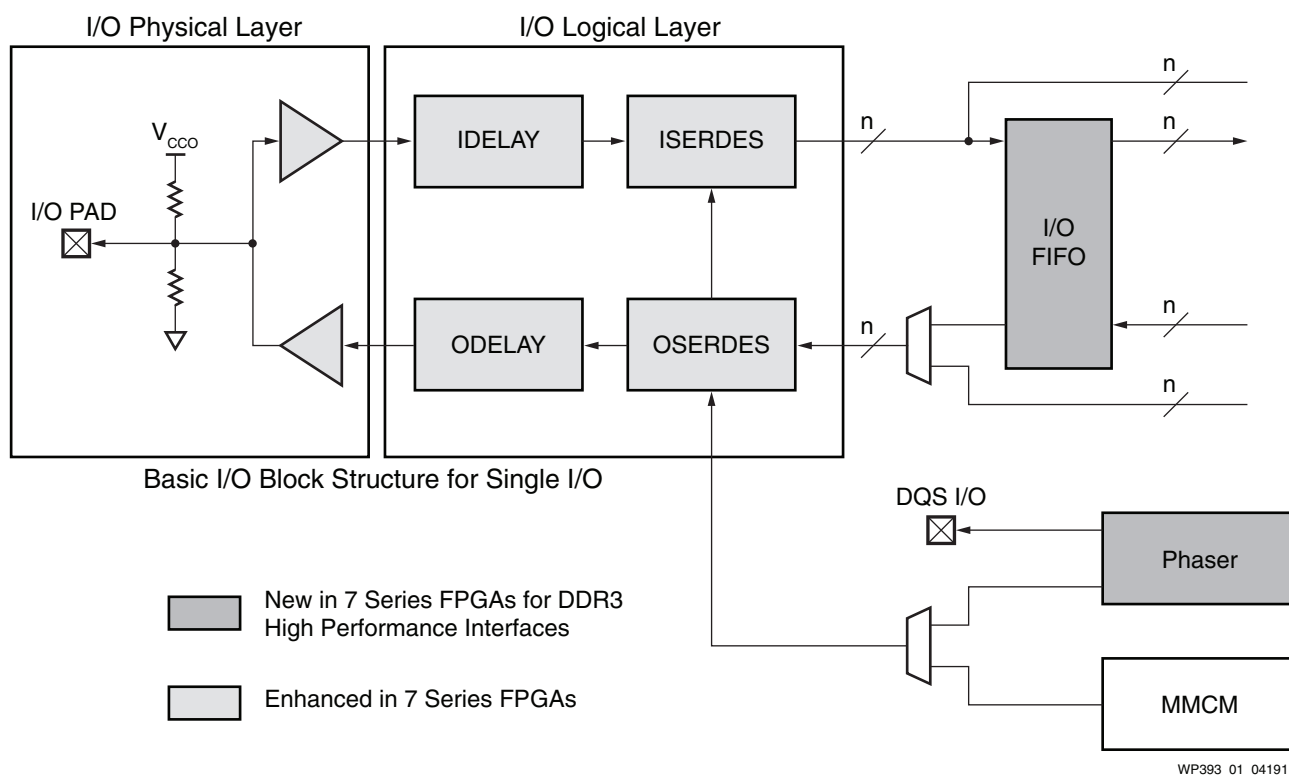 I/O Physical Layer
I/O Logical Layer
n
n
n
V
CCO
IDELAY
ISERDES
I/O PAD
I/O
FIFO
n
n
ODELAY
OSERDES
n
Basic I/O Block Structure for Single I/O
DQS I/O
Phaser
New in 7 Series FPGAs for DDR3
High Performance Interfaces
Enhanced in 7 Series FPGAs
MMCM
WP393_01_04191